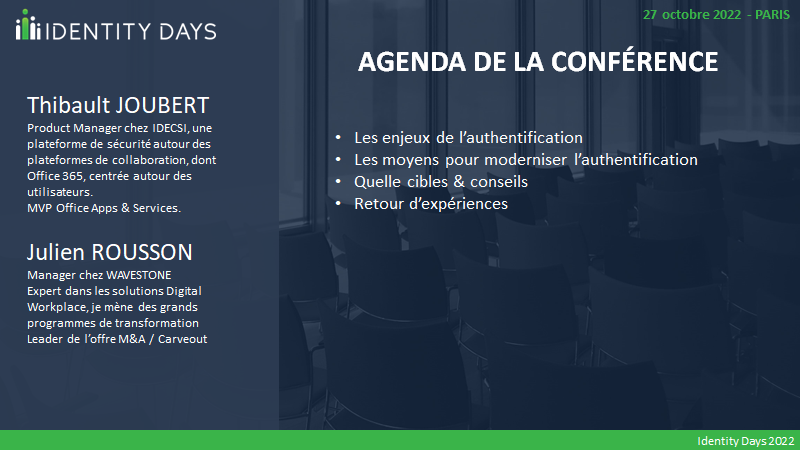 IDENTITY DAYS
27 octobre 2022 - PARIS
AGENDA DE LA CONFÉRENCE
Thibault JOUBERT
Product Manager chez IDECSI, une
plateforme de sécurité autour des
plateformes de collaboration, dont
Office 365, centrée autour des
utilisateurs.
MVP Office Apps & Services.
Julien ROUSSON
Manager chez WAVESTONE
Expert dans les solutions Digital
Workplace, je mène des grands
programmes de transformation
Leader de l'offre M&A / Carveout
• Les enjeux de l'authentification
• Les moyens pour moderniser l'authentification
• Quelle cibles & conseils
• Retour d'expériences
Identity Days 2022